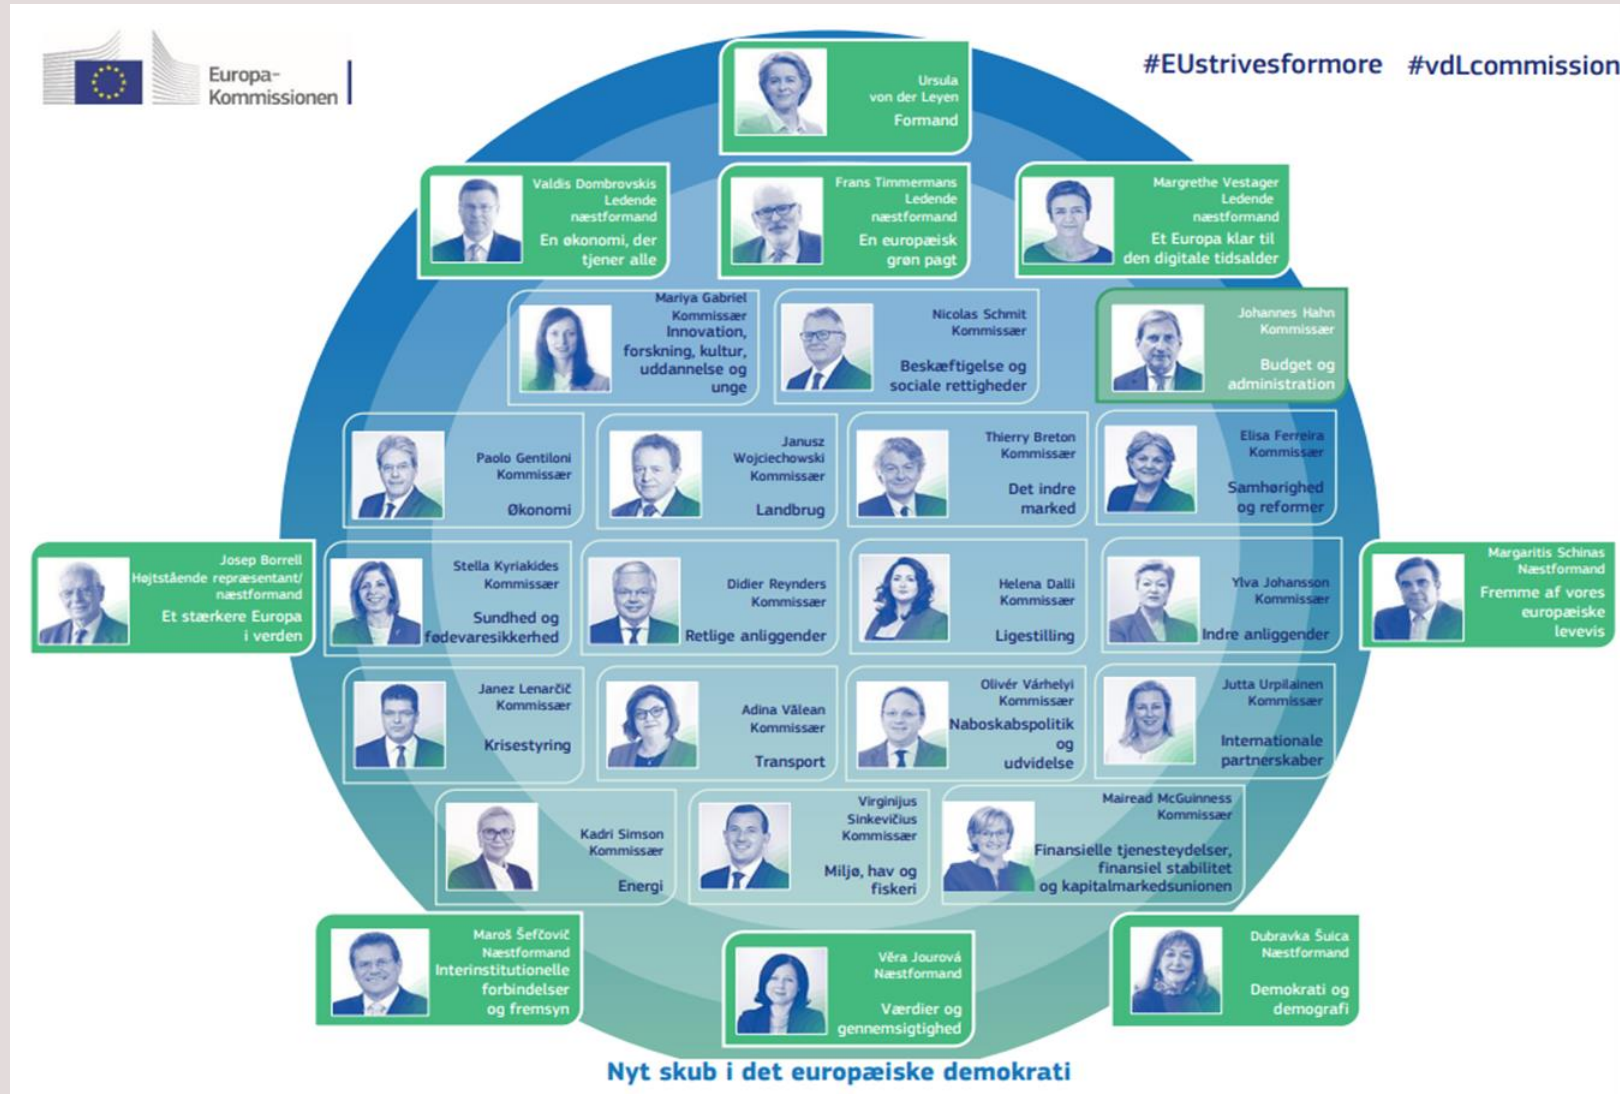 Europa-
Kommissionen
#EUstrivesformore #vdLcommission
Ursula
von der Leyen
Formand
Valdis Dombrovskis
Ledende
næstformand
En økonomi, der
tjener alle
Frans Timmermans
Ledende
næstformand
En europæisk
grøn pagt
Margrethe Vestager
Ledende
næstformand
Et Europa klar til
den digitale tidsalder
Mariya Gabriel
Kommissær
Innovation,
forskning, kultur,
uddannelse og
unge
Nicolas Schmit
Kommissær
Beskæftigelse og
sociale rettigheder
Johannes Hahn
Kommissær
Budget og
administration
Paolo Gentiloni
Kommissær
Økonomi
Janusz
Wojciechowski
Kommissær
Landbrug
Thierry Breton
Kommissær
Det indre
marked
Elisa Ferreira
Kommissær
Samhørighed
og reformer
Josep Borrell
Højtstående repræsentant/
næstformand
Et stærkere Europa
i verden
Stella Kyriakides
Kommissær
Sundhed og
fødevaresikkerhed
Didier Reynders
Kommissær
Retlige anliggender
Helena Dalli
Kommissær
Ligestilling
Ylva Johansson
Kommissær
Indre anliggender
Margaritis Schinas
Næstformand
Fremme af vores
europæiske
levevis
Janez Lenarčič
Kommissær
Krisestyring
Adina Vălean
Kommissær
Transport
Olivér Várhelyi
Kommissær
Naboskabspolitik
og
udvidelse
Jutta Urpilainen
Kommissær
Internationale
partnerskaber
Kadri Simson
Kommissær
Energi
Virginijus
Sinkevičius
Kommissær
Miljø, hav og
fiskeri
Mairead McGuinness
Kommissær
Finansielle tjenesteydelser,
finansiel stabilitet
og kapitalmarkedsunionen
Maroš Šefčovič
Næstformand
Interinstitutionelle
forbindelser
og fremsyn
Věra Jourová
Næstformand
Værdier og
gennemsigtighed
Dubravka Šuica
Næstformand
Demokrati og
demografi
Nyt skub i det europæiske demokrati